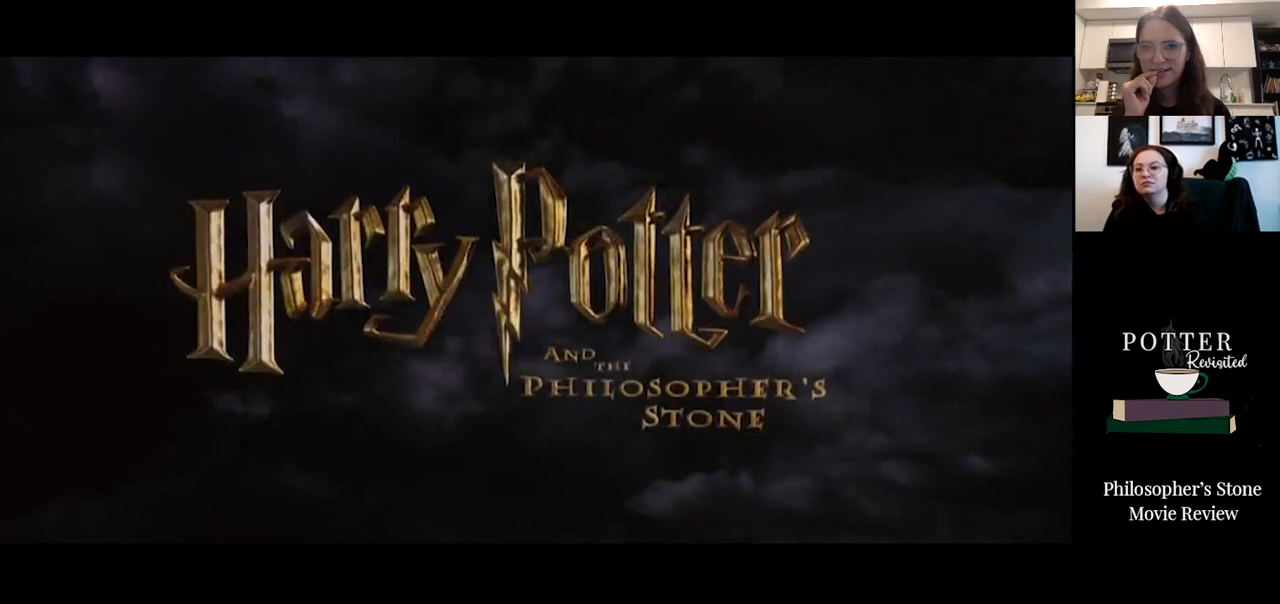 Harry Potter
AND THE
PHILOSOPHER'S
STONE
POTTER
Revisited
Philosopher's Stone
Movie Review